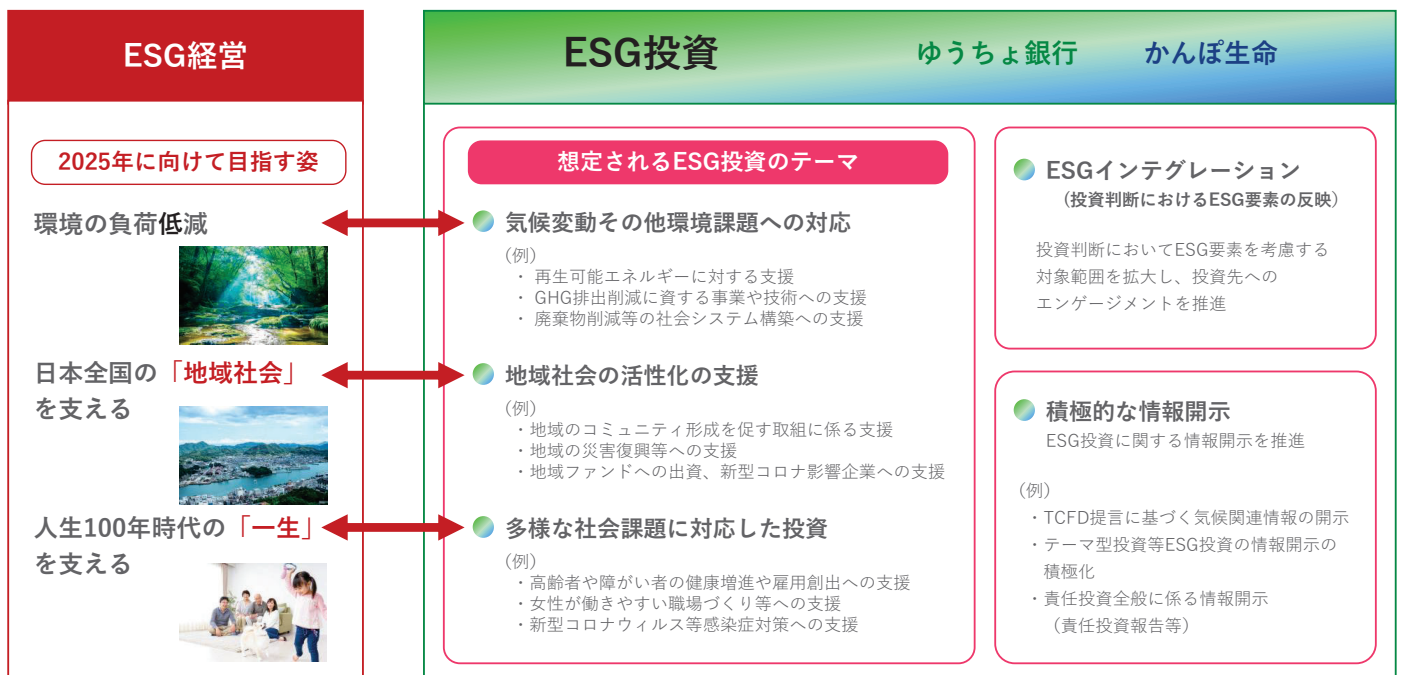 ESG経営
2025年に向けて目指す姿
環境の負荷低減
日本全国の「地域社会」
を支える
人生100年時代の「一生」
を支える
ESG投資
ゆうちょ銀行
かんぽ生命
想定されるESG投資のテーマ
気候変動その他環境課題への対応
(例)
・ 再生可能エネルギーに対する支援
・ GHG排出削減に資する事業や技術への支援
・ 廃棄物削減等の社会システム構築への支援
地域社会の活性化の支援
(例)
・地域のコミュニティ形成を促す取組に係る支援
・地域の災害復興等への支援
・地域ファンドへの出資、新型コロナ影響企業への支援
多様な社会課題に対応した投資
(例)
・高齢者や障がい者の健康増進や雇用創出への支援
・女性が働きやすい職場づくり等への支援
・新型コロナウィルス等感染症対策への支援
ESGインテグレーション
(投資判断におけるESG要素の反映)
投資判断においてESG要素を考慮する
対象範囲を拡大し、投資先への
エンゲージメントを推進
積極的な情報開示
ESG投資に関する情報開示を推進
(例)
・TCFD提言に基づく気候関連情報の開示
・テーマ型投資等ESG投資の情報開示の
積極化
・責任投資全般に係る情報開示
(責任投資報告等)